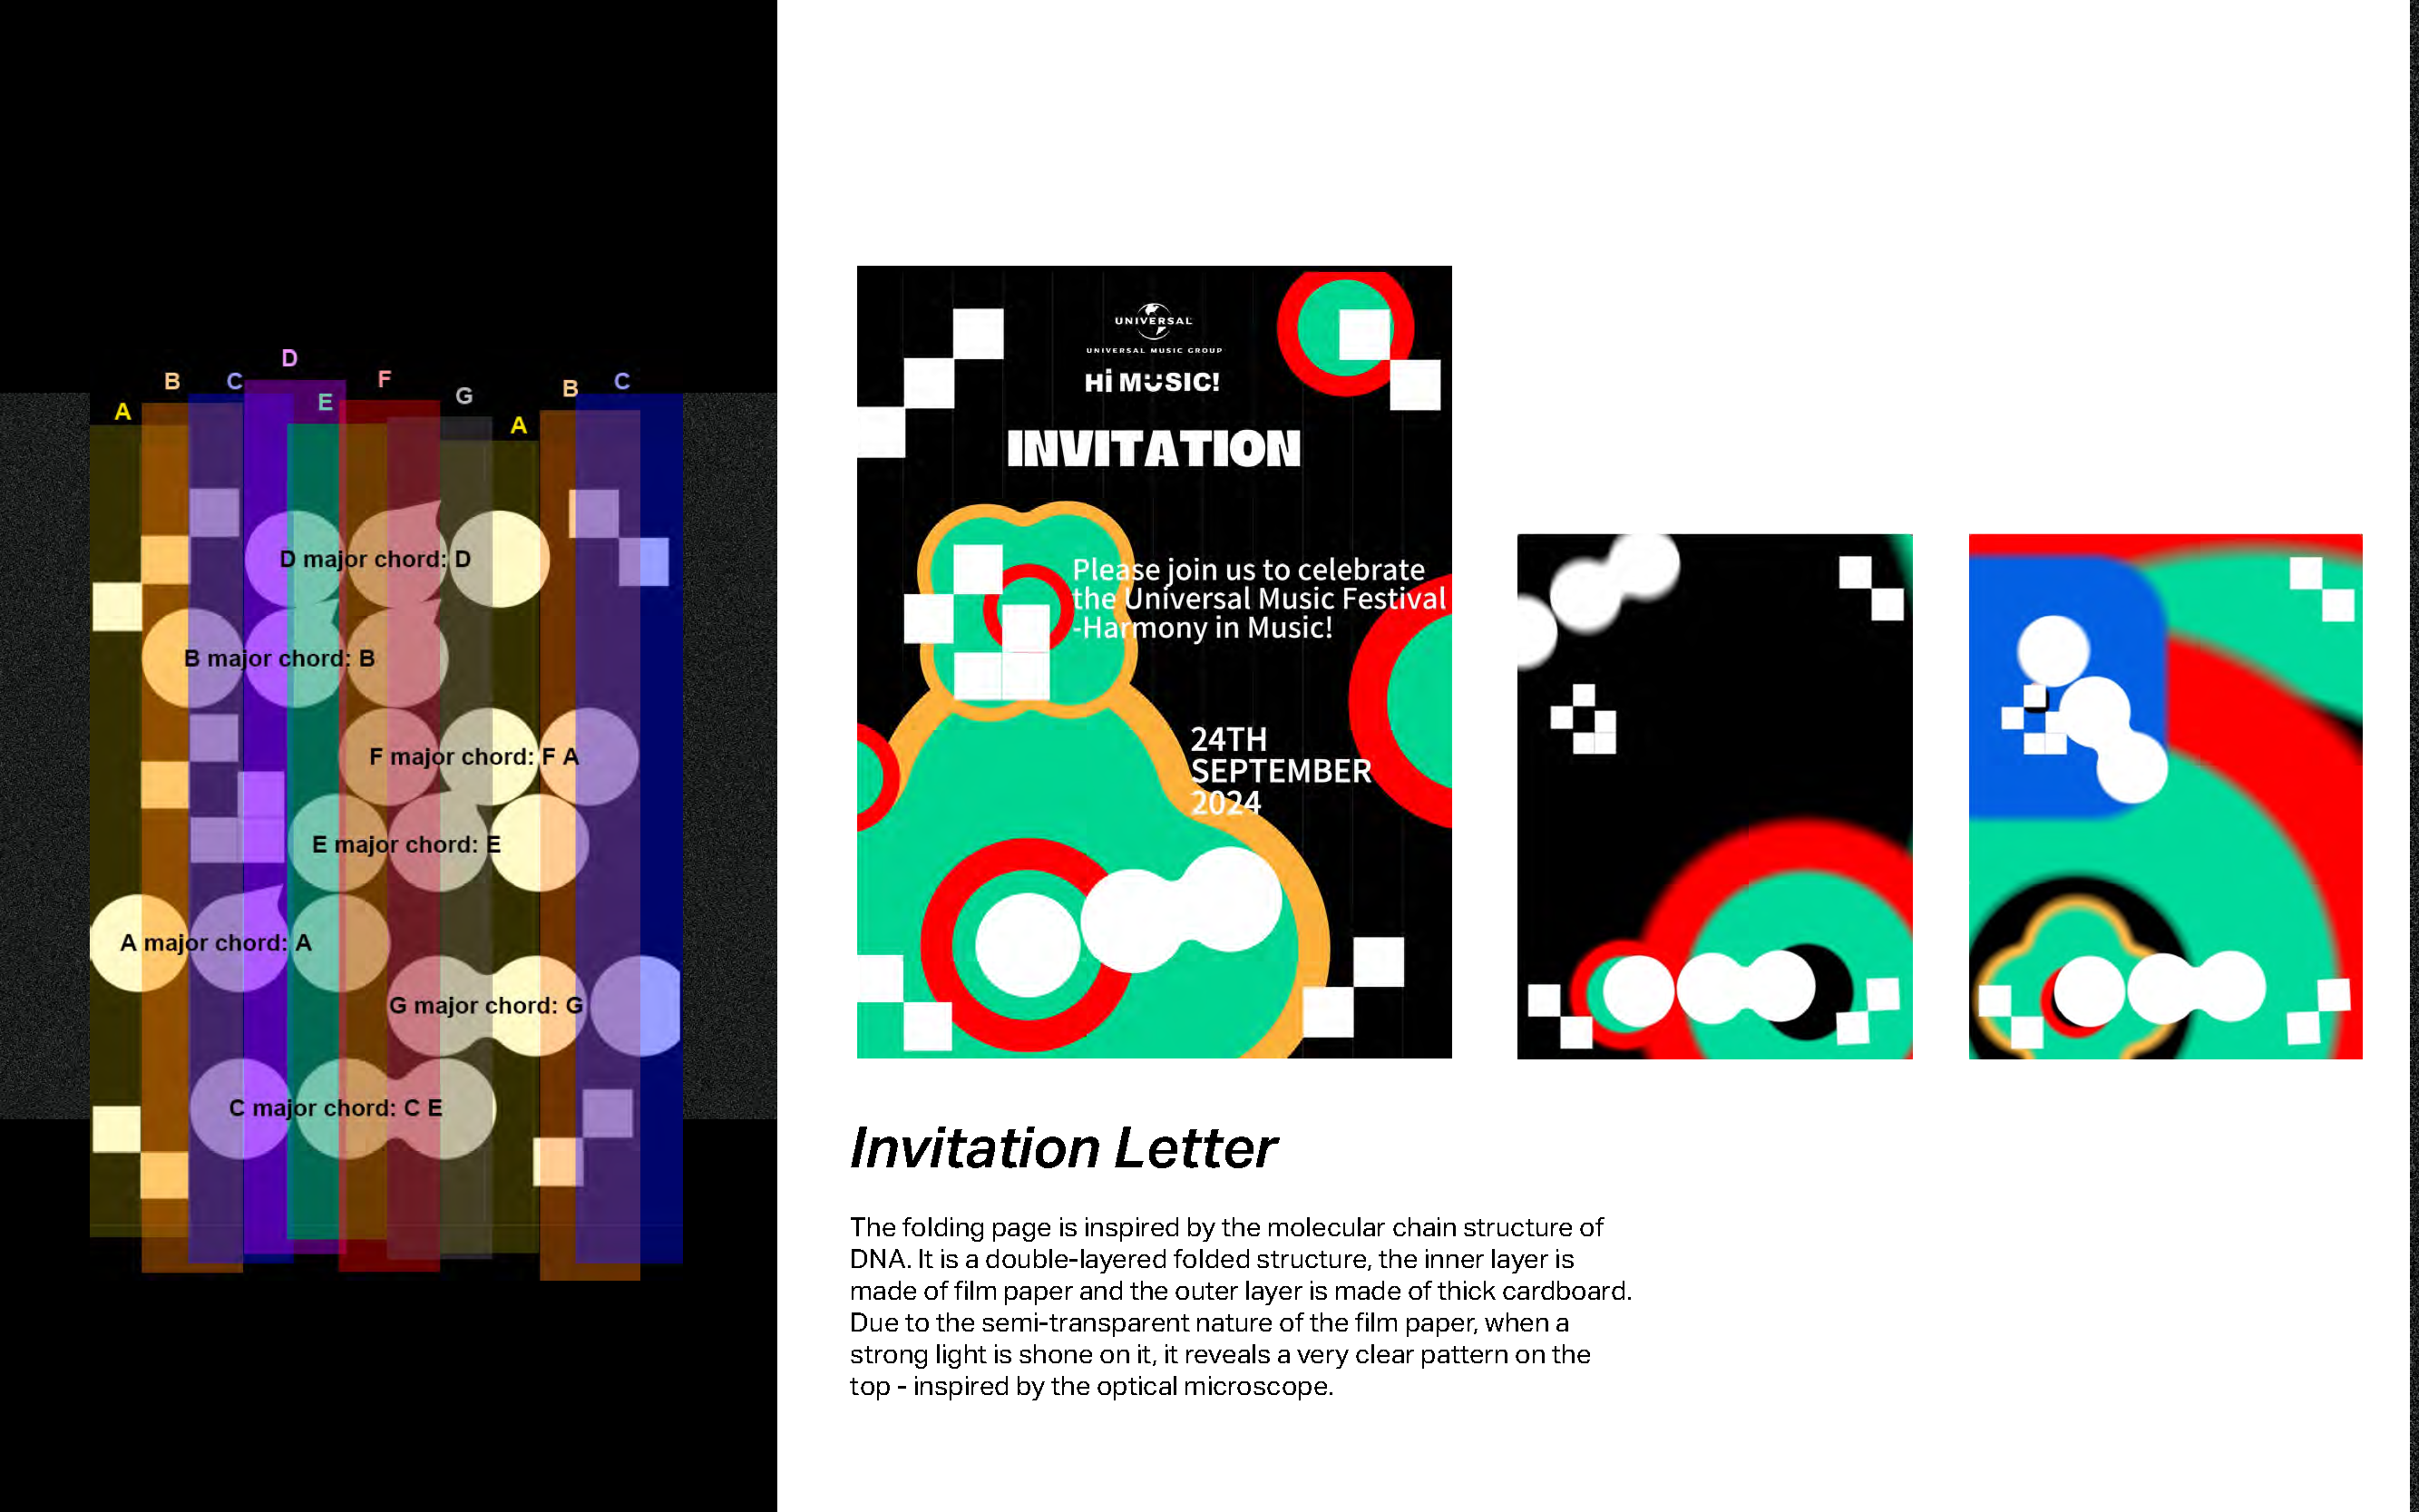 D
B
C
F
E
G
A
A
B
C
D major chord: D
B major chord: B
F major chord: F A
E major chord: E
A major chord: A
G major chord: G
C major chord: C E
UNIVERSAL
UNIVERSAL MUSIC GROUP
Hi MUSIC!
INVITATION
Please join us to celebrate
the Universal Music Festival
-Harmony in Music!
24TH
SEPTEMBER
2024
Invitation Letter
The folding page is inspired by the molecular chain structure of
DNA. It is a double-layered folded structure, the inner layer is
made of film paper and the outer layer is made of thick cardboard.
Due to the semi-transparent nature of the film paper, when a
strong light is shone on it, it reveals a very clear pattern on the
top - inspired by the optical microscope.